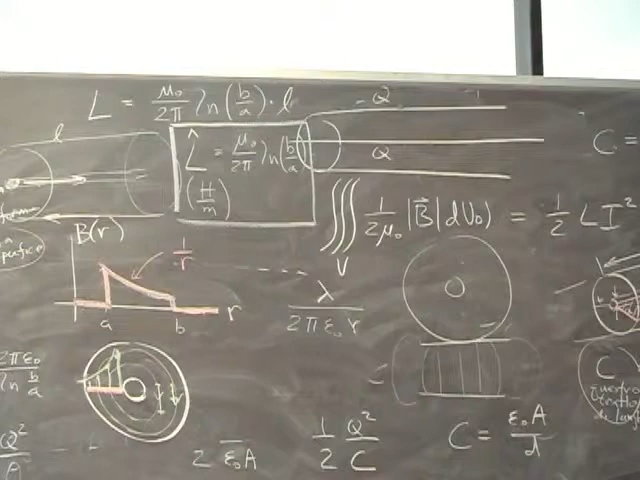 L = μ₀/2π ln(b/a)·l
-Q
l
L̂ = μ₀/2π ln(b/a)
(H/m)
Q
C =
∭ 1/2μ₀ |B⃗| dVol = 1/2 LI²
V
B(r)
1/r
a b r
λ/2πε₀r
2πε₀/ln b/a
C
Q²/A
2 ε₀A
1/2 Q²/C
C = ε₀A/d